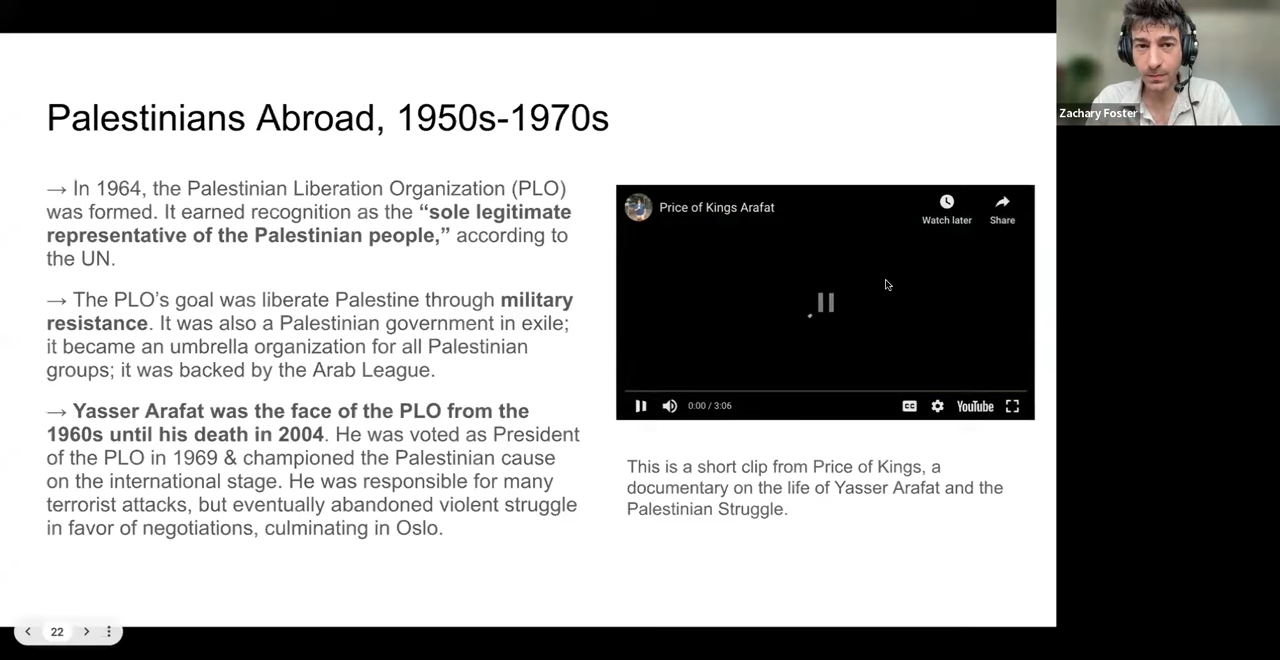 Palestinians Abroad, 1950s-1970s
→ In 1964, the Palestinian Liberation Organization (PLO)
was formed. It earned recognition as the “sole legitimate
representative of the Palestinian people,” according to
the UN.
→ The PLO’s goal was liberate Palestine through military
resistance. It was also a Palestinian government in exile;
it became an umbrella organization for all Palestinian
groups; it was backed by the Arab League.
→ Yasser Arafat was the face of the PLO from the
1960s until his death in 2004. He was voted as President
of the PLO in 1969 & championed the Palestinian cause
on the international stage. He was responsible for many
terrorist attacks, but eventually abandoned violent struggle
in favor of negotiations, culminating in Oslo.
Price of Kings Arafat
Watch later
Share
0:00 / 3:06
CC
YouTube
This is a short clip from Price of Kings, a
documentary on the life of Yasser Arafat and the
Palestinian Struggle.
Zachary Foster
22